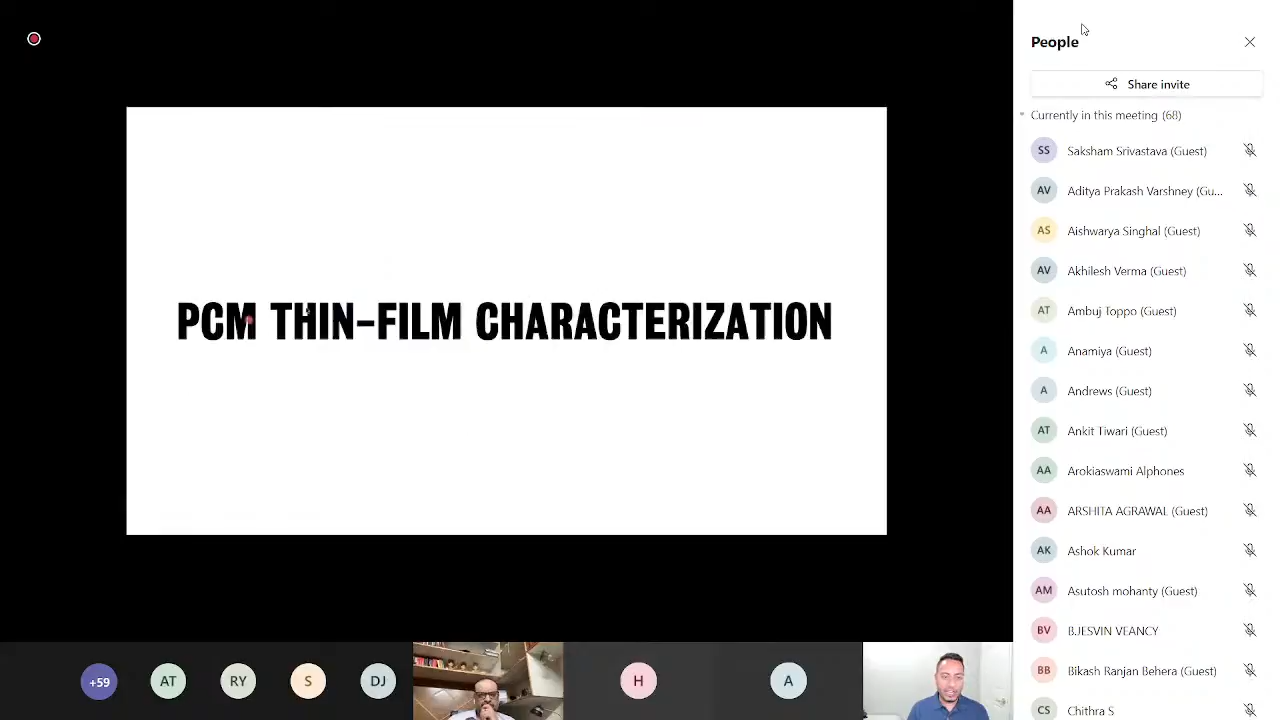 People
Share invite
Currently in this meeting (68)
SS Saksham Srivastava (Guest)
AV Aditya Prakash Varshney (Gu...
AS Aishwarya Singhal (Guest)
AV Akhilesh Verma (Guest)
AT Ambuj Toppo (Guest)
A Anamiya (Guest)
A Andrews (Guest)
AT Ankit Tiwari (Guest)
AA Arokiaswami Alphones
AA ARSHITA AGRAWAL (Guest)
AK Ashok Kumar
AM Asutosh mohanty (Guest)
BV BJESVIN VEANCY
BB Bikash Ranjan Behera (Guest)
CS Chithra S
PCM THIN-FILM CHARACTERIZATION
+59 AT RY S DJ H A